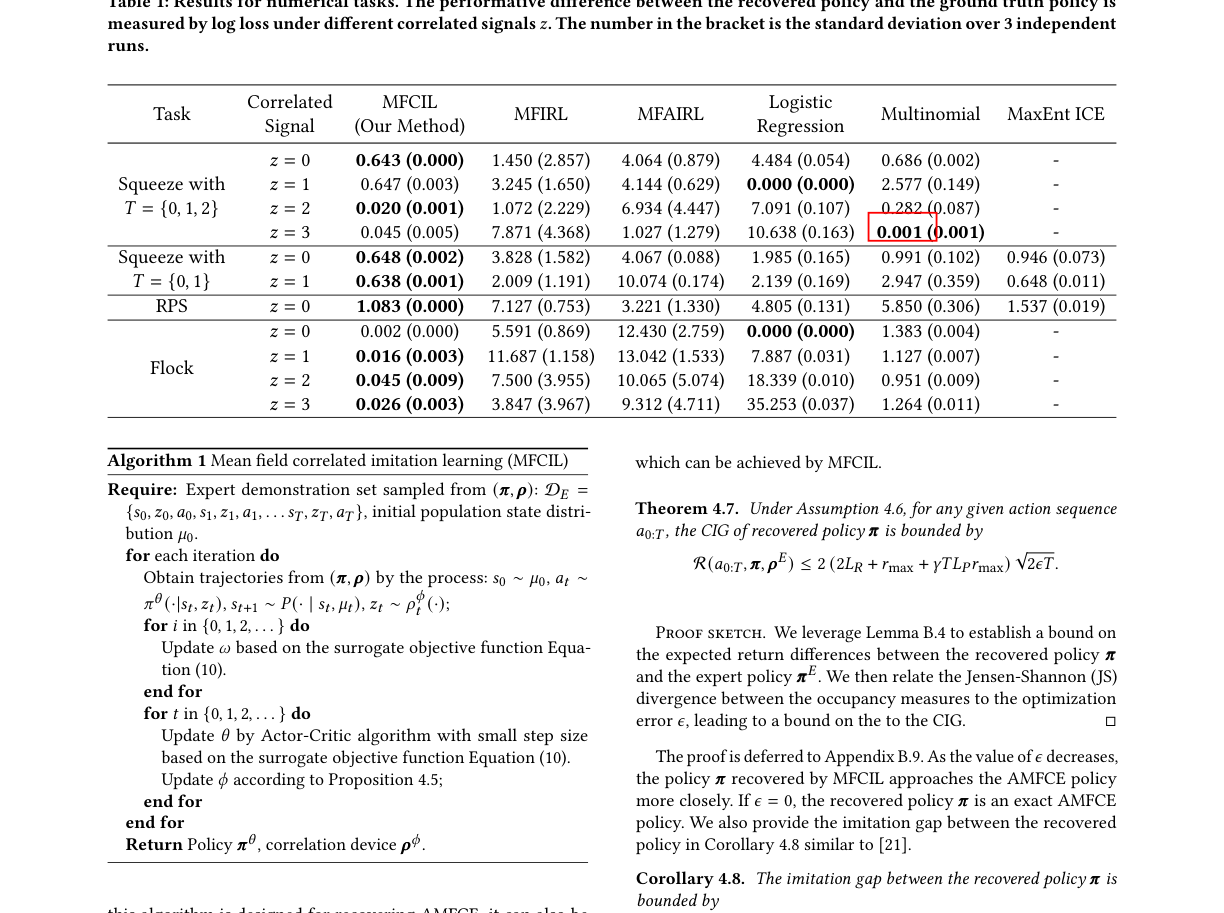 Table 1: Results for numerical tasks. The performative difference between the recovered policy and the ground truth policy is
measured by log loss under different correlated signals z. The number in the bracket is the standard deviation over 3 independent
runs.
Task Correlated Signal MFCIL (Our Method) MFIRL MFAIRL Logistic Regression Multinomial MaxEnt ICE
Squeeze with T = {0, 1, 2}
z = 0 0.643 (0.000) 1.450 (2.857) 4.064 (0.879) 4.484 (0.054) 0.686 (0.002) -
z = 1 0.647 (0.003) 3.245 (1.650) 4.144 (0.629) 0.000 (0.000) 2.577 (0.149) -
z = 2 0.020 (0.001) 1.072 (2.229) 6.934 (4.447) 7.091 (0.107) 0.282 (0.087) -
z = 3 0.045 (0.005) 7.871 (4.368) 1.027 (1.279) 10.638 (0.163) 0.001 (0.001) -
Squeeze with T = {0, 1}
z = 0 0.648 (0.002) 3.828 (1.582) 4.067 (0.088) 1.985 (0.165) 0.991 (0.102) 0.946 (0.073)
z = 1 0.638 (0.001) 2.009 (1.191) 10.074 (0.174) 2.139 (0.169) 2.947 (0.359) 0.648 (0.011)
RPS z = 0 1.083 (0.000) 7.127 (0.753) 3.221 (1.330) 4.805 (0.131) 5.850 (0.306) 1.537 (0.019)
Flock
z = 0 0.002 (0.000) 5.591 (0.869) 12.430 (2.759) 0.000 (0.000) 1.383 (0.004) -
z = 1 0.016 (0.003) 11.687 (1.158) 13.042 (1.533) 7.887 (0.031) 1.127 (0.007) -
z = 2 0.045 (0.009) 7.500 (3.955) 10.065 (5.074) 18.339 (0.010) 0.951 (0.009) -
z = 3 0.026 (0.003) 3.847 (3.967) 9.312 (4.711) 35.253 (0.037) 1.264 (0.011) -
Algorithm 1 Mean field correlated imitation learning (MFCIL)
Require: Expert demonstration set sampled from (π, ρ): D_E =
{s_0, z_0, a_0, s_1, z_1, a_1, . . . s_T, z_T, a_T}, initial population state distri-
bution μ_0.
for each iteration do
Obtain trajectories from (π, ρ) by the process: s_0 ∼ μ_0, a_t ∼
π^θ(·|s_t, z_t), s_{t+1} ∼ P(· | s_t, μ_t), z_t ∼ ρ_t^ϕ(·);
for i in {0, 1, 2, . . . } do
Update ω based on the surrogate objective function Equa-
tion (10).
end for
for t in {0, 1, 2, . . . } do
Update θ by Actor-Critic algorithm with small step size
based on the surrogate objective function Equation (10).
Update ϕ according to Proposition 4.5;
end for
end for
Return Policy π^θ, correlation device ρ^ϕ.
this algorithm is designed for recovering AMFCE, it can also be
which can be achieved by MFCIL.
Theorem 4.7. Under Assumption 4.6, for any given action sequence
a_{0:T}, the CIG of recovered policy π is bounded by
R(a_{0:T}, π, ρ^E) ≤ 2 (2L_R + r_max + γTL_P r_max) √2ϵT.
Proof sketch. We leverage Lemma B.4 to establish a bound on
the expected return differences between the recovered policy π
and the expert policy π^E. We then relate the Jensen-Shannon (JS)
divergence between the occupancy measures to the optimization
error ϵ, leading to a bound on the to the CIG. □
The proof is deferred to Appendix B.9. As the value of ϵ decreases,
the policy π recovered by MFCIL approaches the AMFCE policy
more closely. If ϵ = 0, the recovered policy π is an exact AMFCE
policy. We also provide the imitation gap between the recovered
policy in Corollary 4.8 similar to [21].
Corollary 4.8. The imitation gap between the recovered policy π is
bounded by